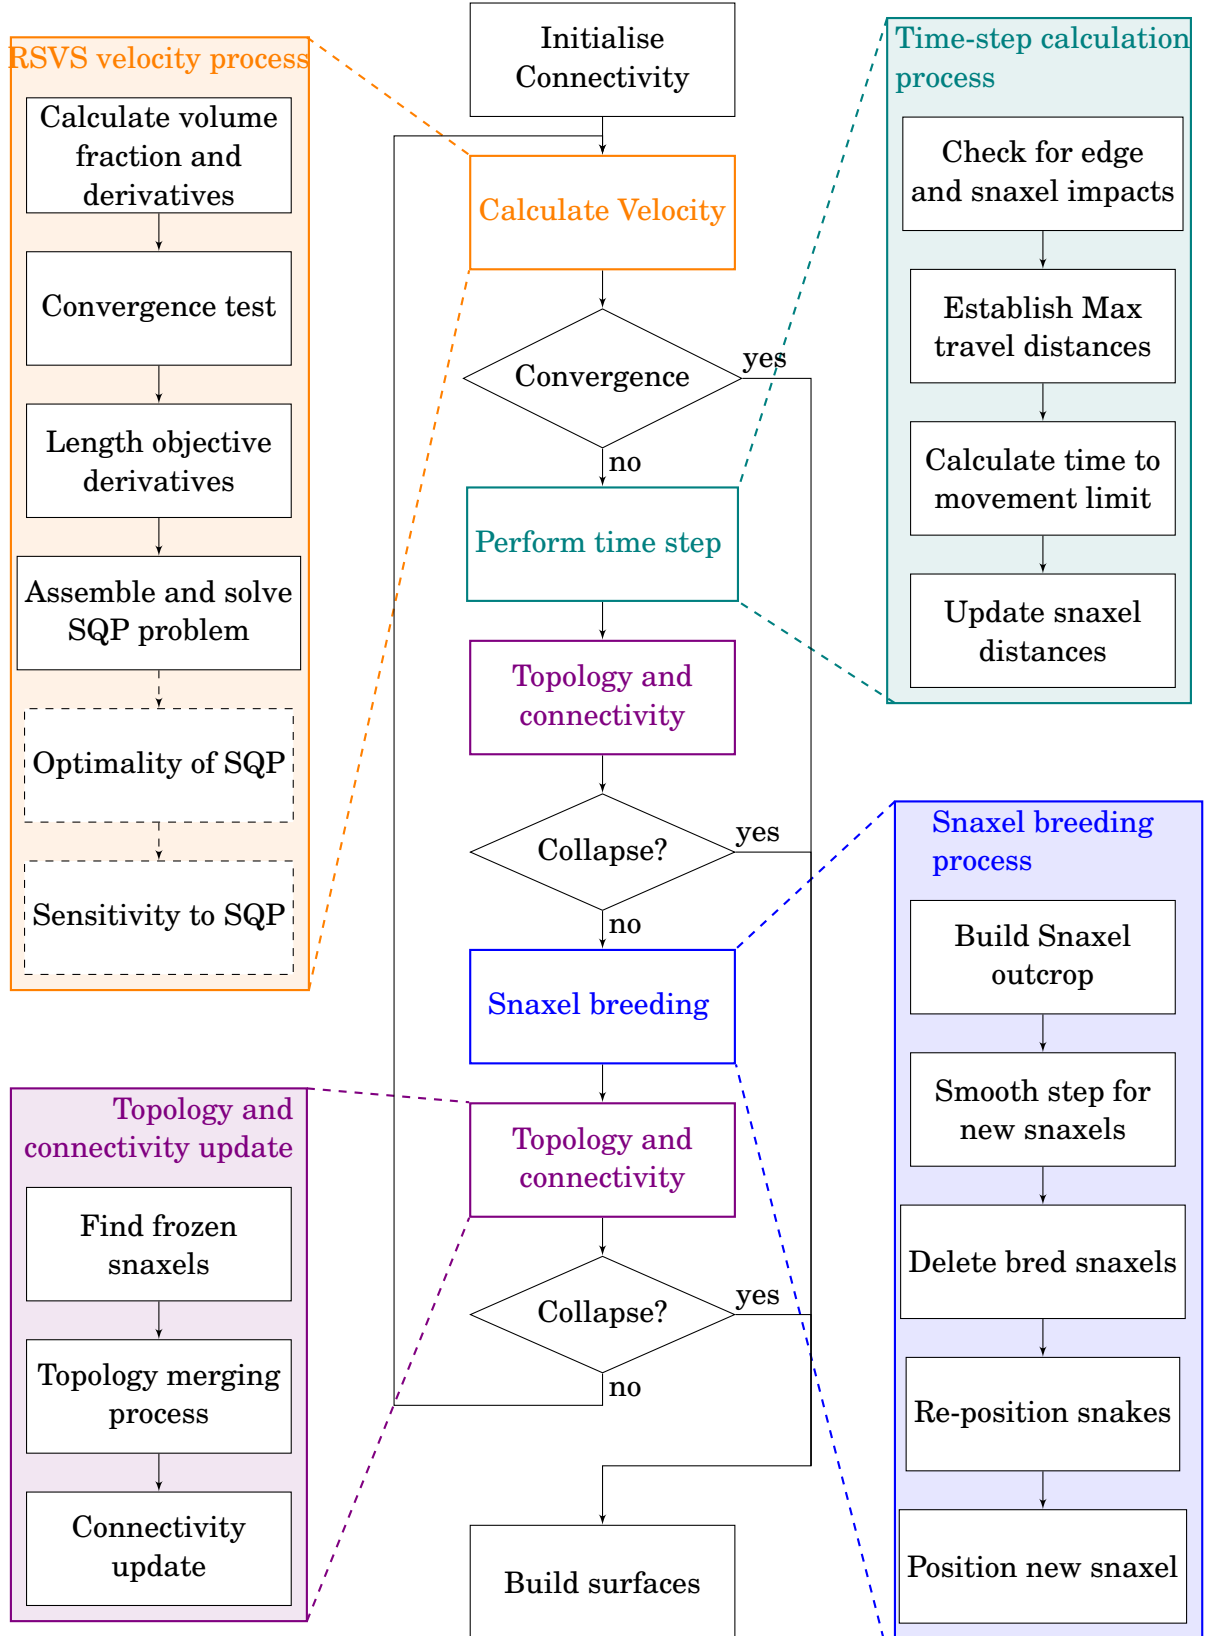 RSVS velocity process
Calculate volume
fraction and
derivatives
Convergence test
Length objective
derivatives
Assemble and solve
SQP problem
Optimality of SQP
Sensitivity to SQP
Topology and
connectivity update
Find frozen
snaxels
Topology merging
process
Connectivity
update
Initialise
Connectivity
Calculate Velocity
Convergence
yes
no
Perform time step
Topology and
connectivity
Collapse?
yes
no
Snaxel breeding
Topology and
connectivity
Collapse?
yes
no
Build surfaces
Time-step calculation
process
Check for edge
and snaxel impacts
Establish Max
travel distances
Calculate time to
movement limit
Update snaxel
distances
Snaxel breeding
process
Build Snaxel
outcrop
Smooth step for
new snaxels
Delete bred snaxels
Re-position snakes
Position new snaxel